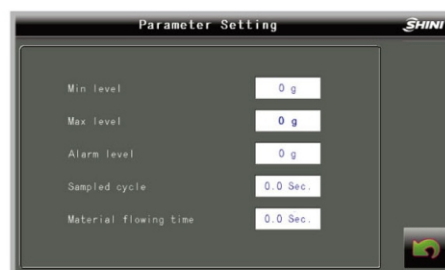 Parameter Setting
SHINI
Min level 0 g
Max level 0 g
Alarm level 0 g
Sampled cycle 0.0 Sec.
Material flowing time 0.0 Sec.